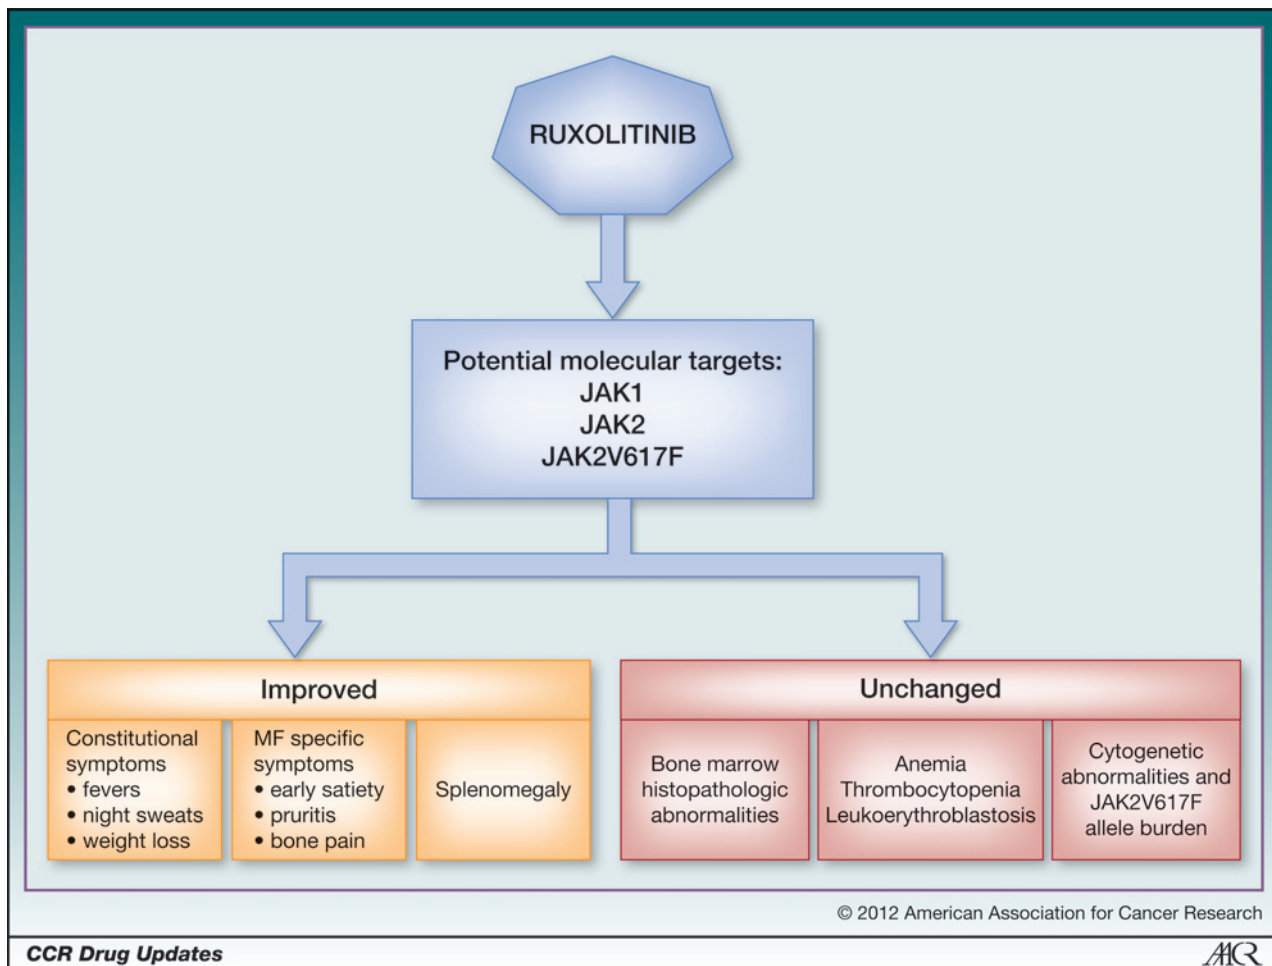 RUXOLITINIB
Potential molecular targets:
JAK1
JAK2
JAK2V617F
Improved
Constitutional
symptoms
• fevers
• night sweats
• weight loss
MF specific
symptoms
• early satiety
• pruritis
• bone pain
Splenomegaly
Unchanged
Bone marrow
histopathologic
abnormalities
Anemia
Thrombocytopenia
Leukoerythroblastosis
Cytogenetic
abnormalities and
JAK2V617F
allele burden
© 2012 American Association for Cancer Research
CCR Drug Updates
AACR